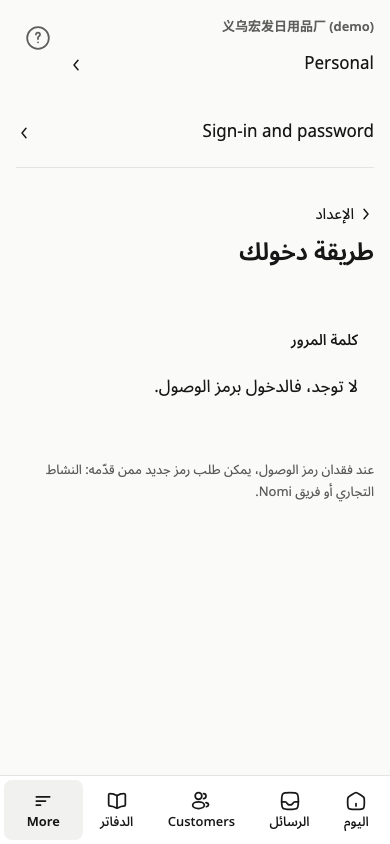 义乌宏发日用品厂 (demo)
Personal
Sign-in and password
الإعداد
طريقة دخولك
كلمة المرور
لا توجد، فالدخول برمز الوصول.
عند فقدان رمز الوصول، يمكن طلب رمز جديد ممن قدّمه: النشاط
التجاري أو فريق Nomi.
اليوم
الرسائل
Customers
الدفاتر
More